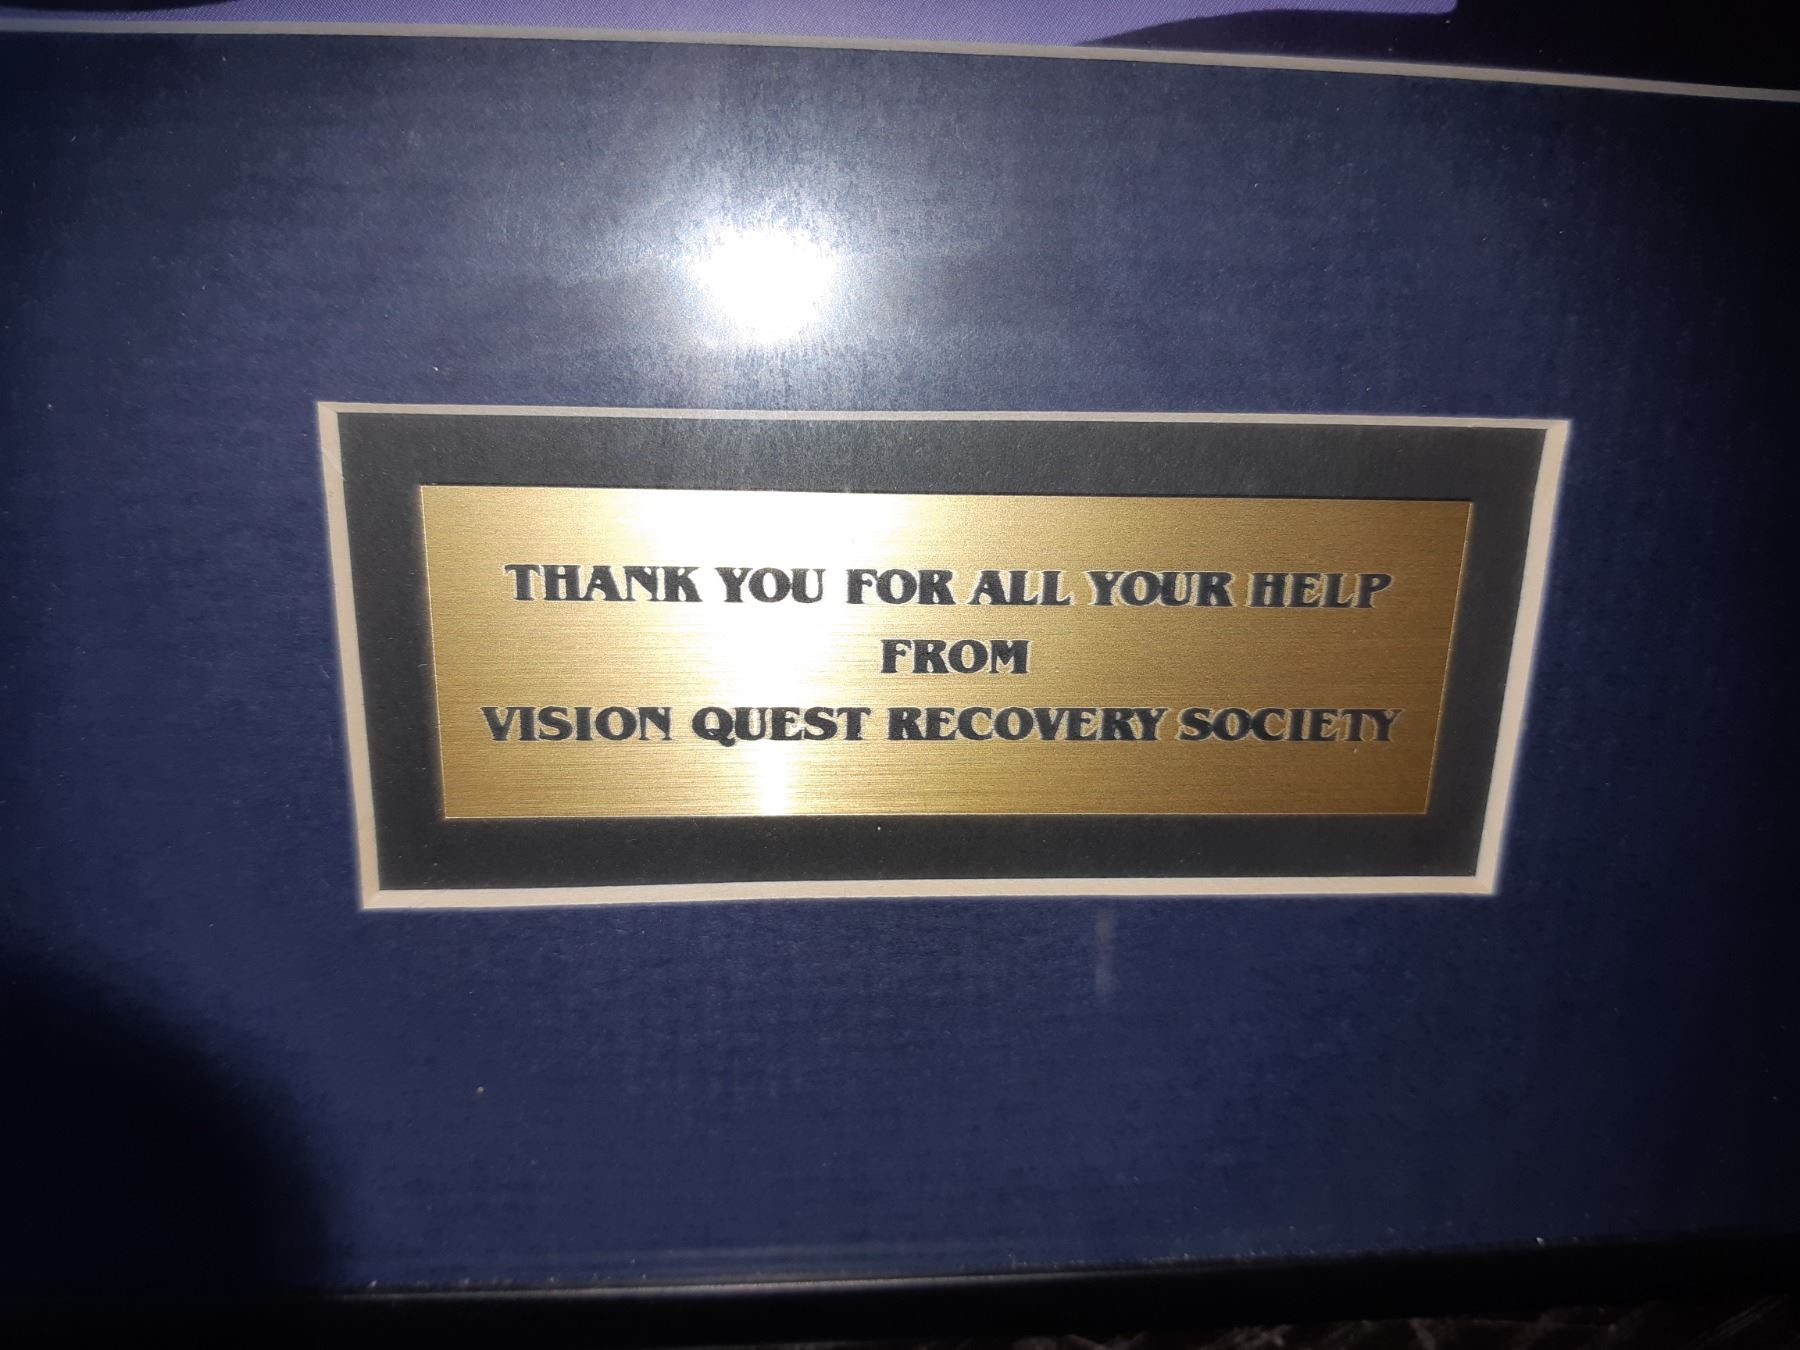 THANK YOU FOR ALL YOUR HELP
FROM
VISION QUEST RECOVERY SOCIETY